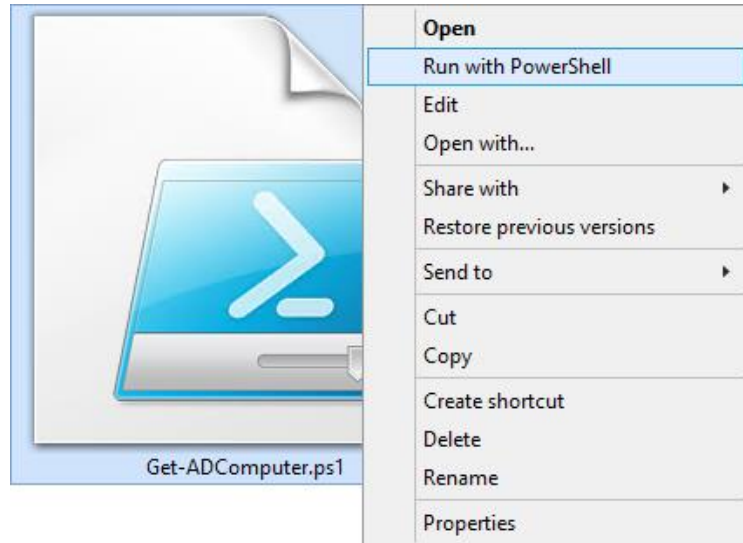 Open
Run with PowerShell
Edit
Open with...
Share with
Restore previous versions
Send to
Cut
Copy
Create shortcut
Delete
Rename
Properties
Get-ADComputer.ps1